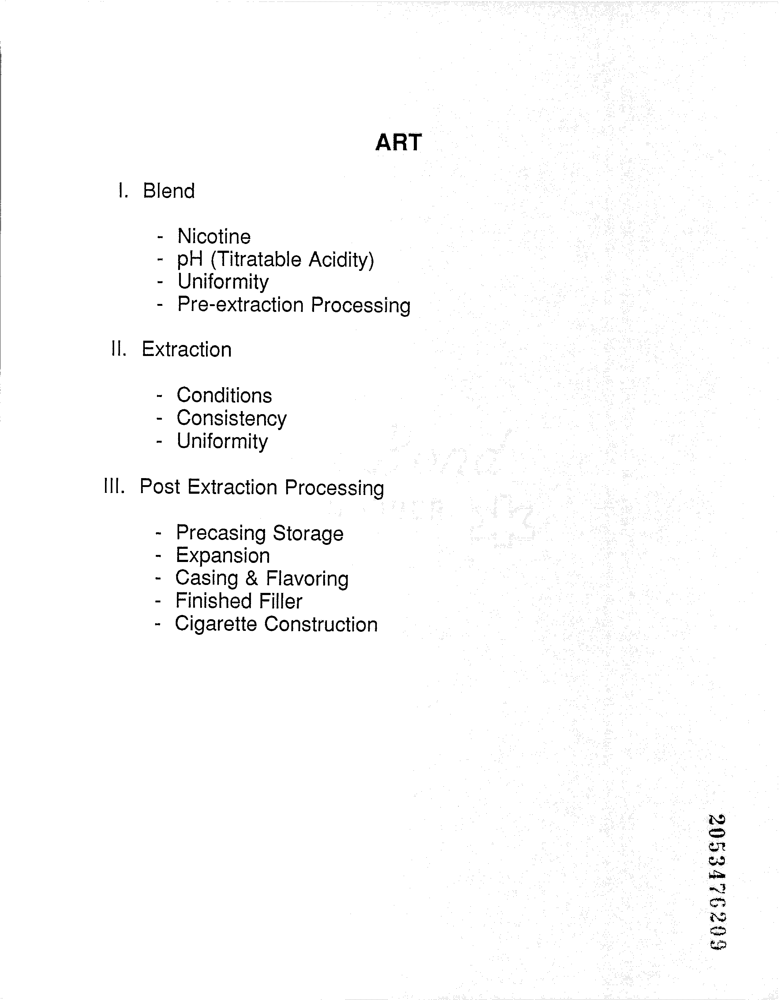 ART
I. Blend
- Nicotine
- pH (Titratable Acidity)
- Uniformity
- Pre-extraction Processing
II. Extraction
- Conditions
- Consistency
- Uniformity
III. Post Extraction Processing
- Precasing Storage
- Expansion
- Casing & Flavoring
- Finished Filler
- Cigarette Construction
2053476209